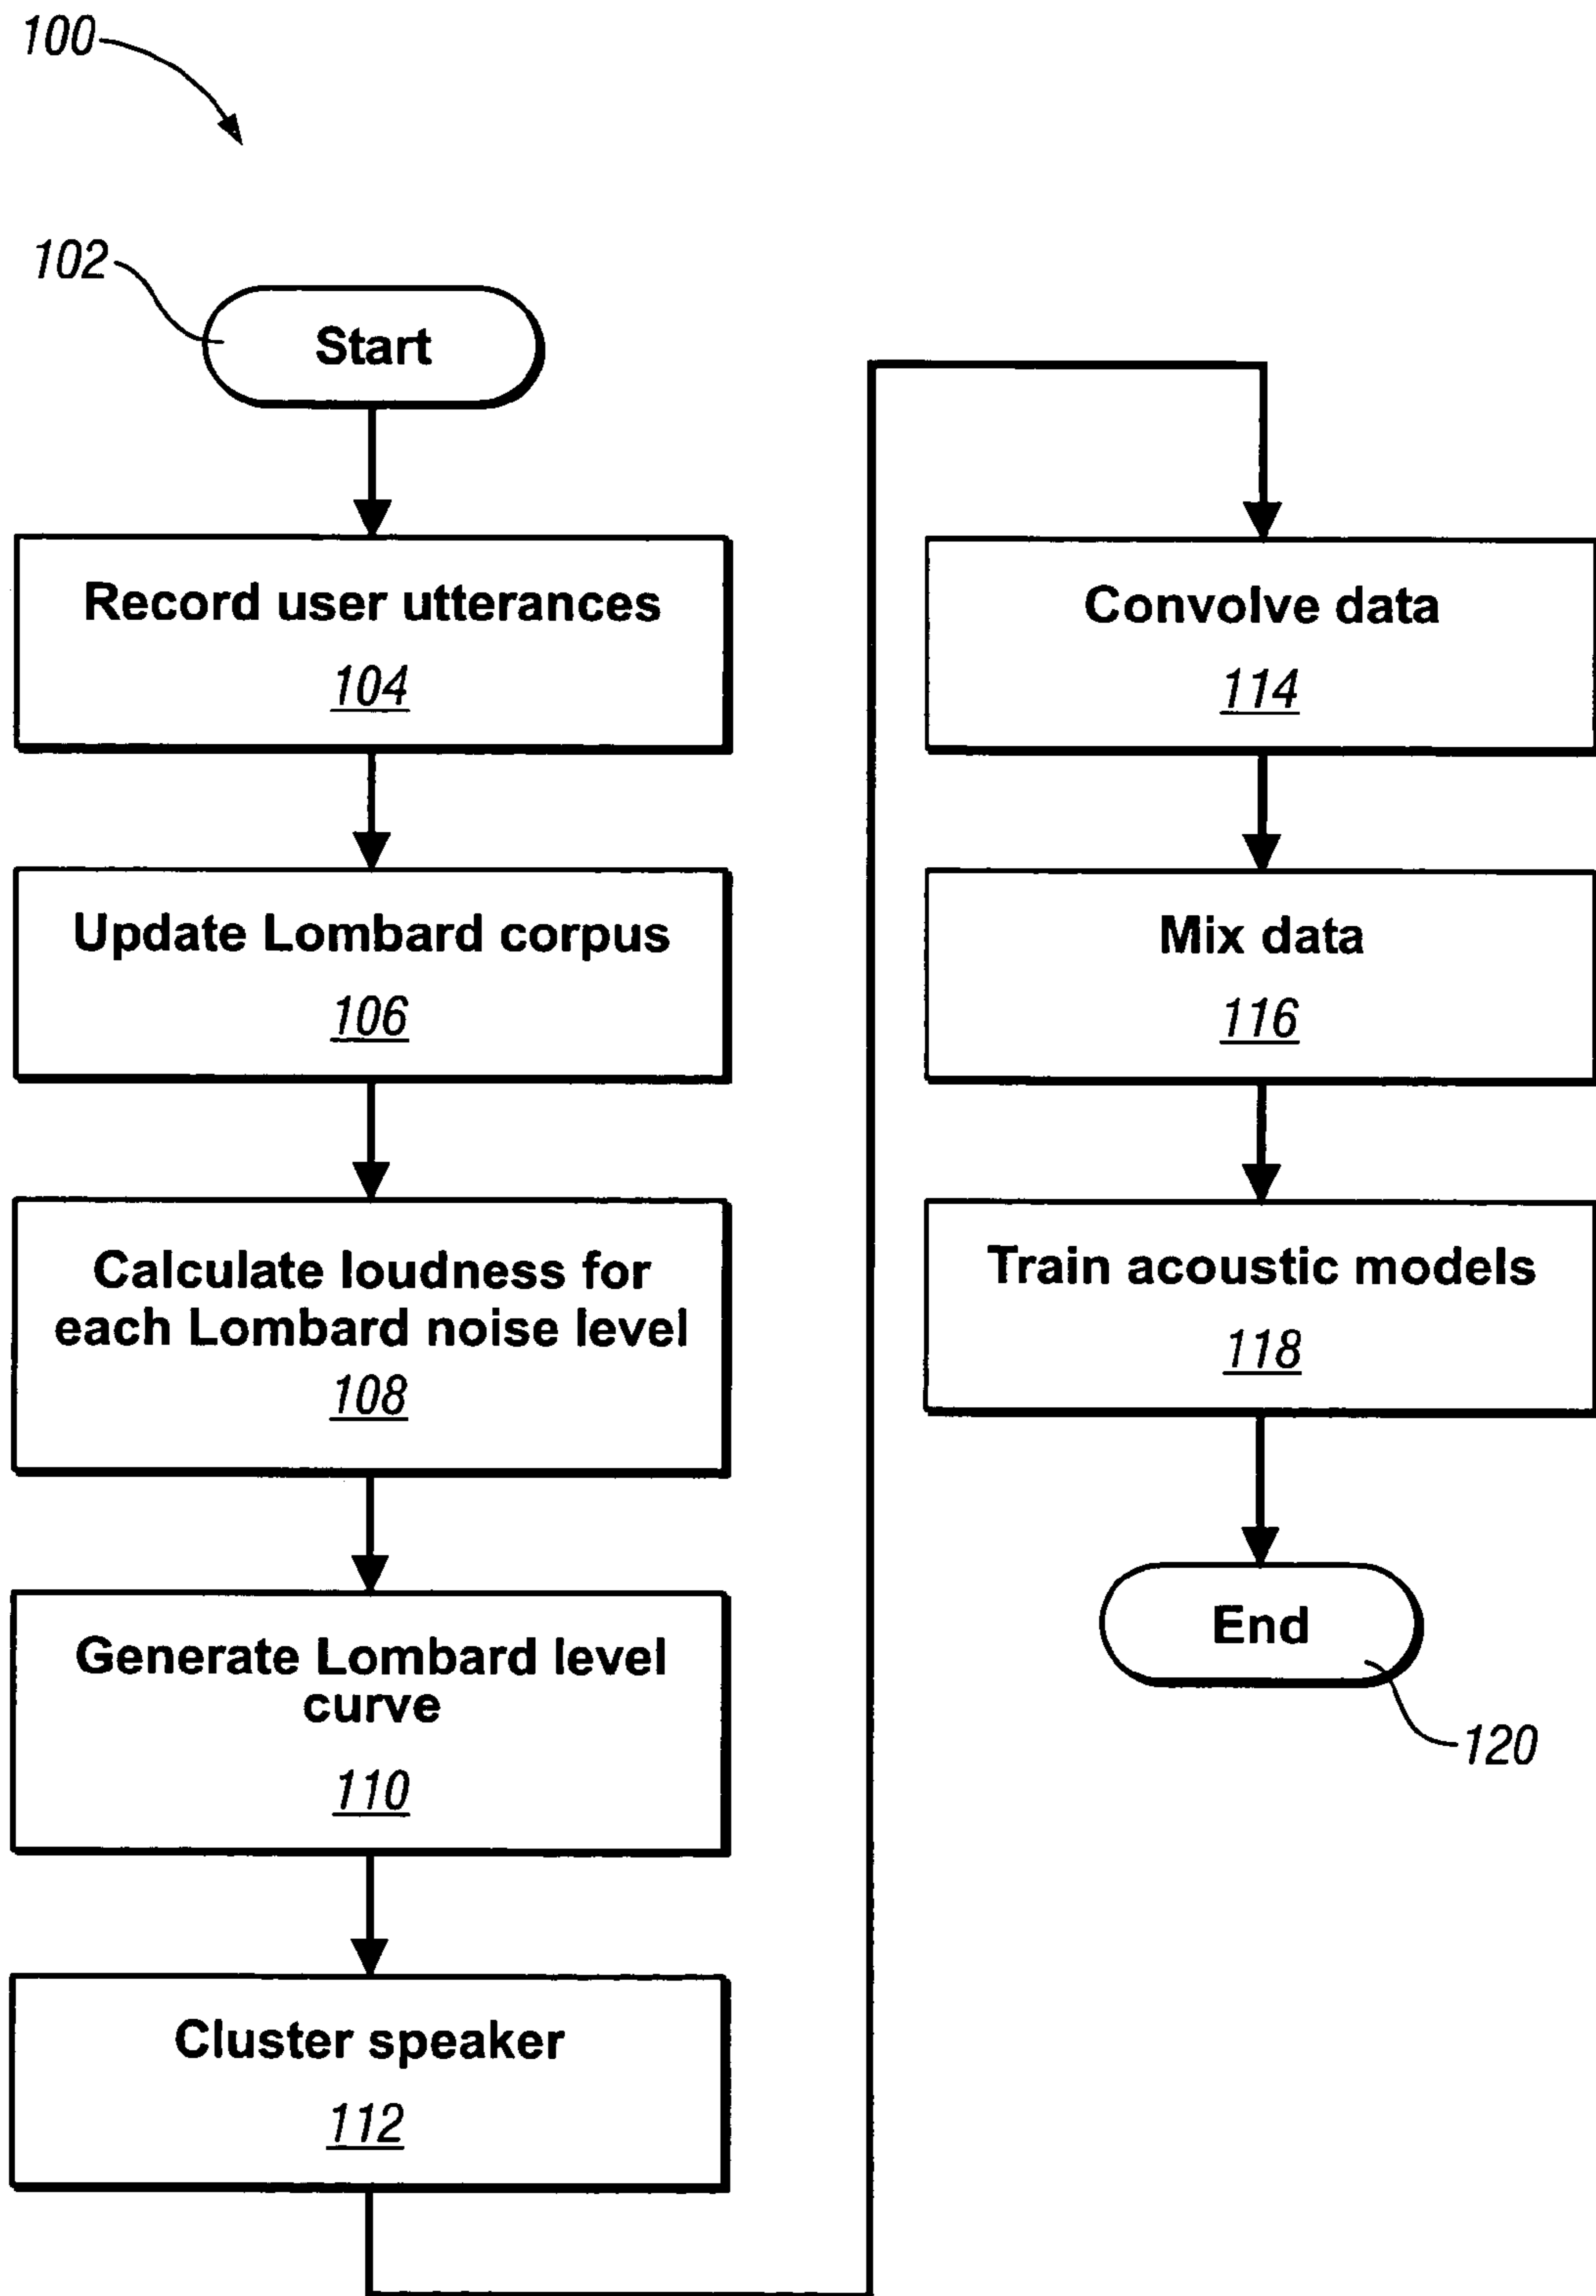 100
102
Start
Record user utterances
104
Update Lombard corpus
106
Calculate loudness for
each Lombard noise level
108
Generate Lombard level
curve
110
Cluster speaker
112
Convolve data
114
Mix data
116
Train acoustic models
118
End
120